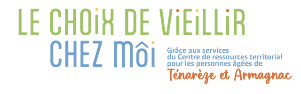 LE CHOIX DE VIEILLIR
CHEZ MOI
Grâce aux services
du Centre de ressources territorial
pour les personnes âgées de
Ténarèze et Armagnac